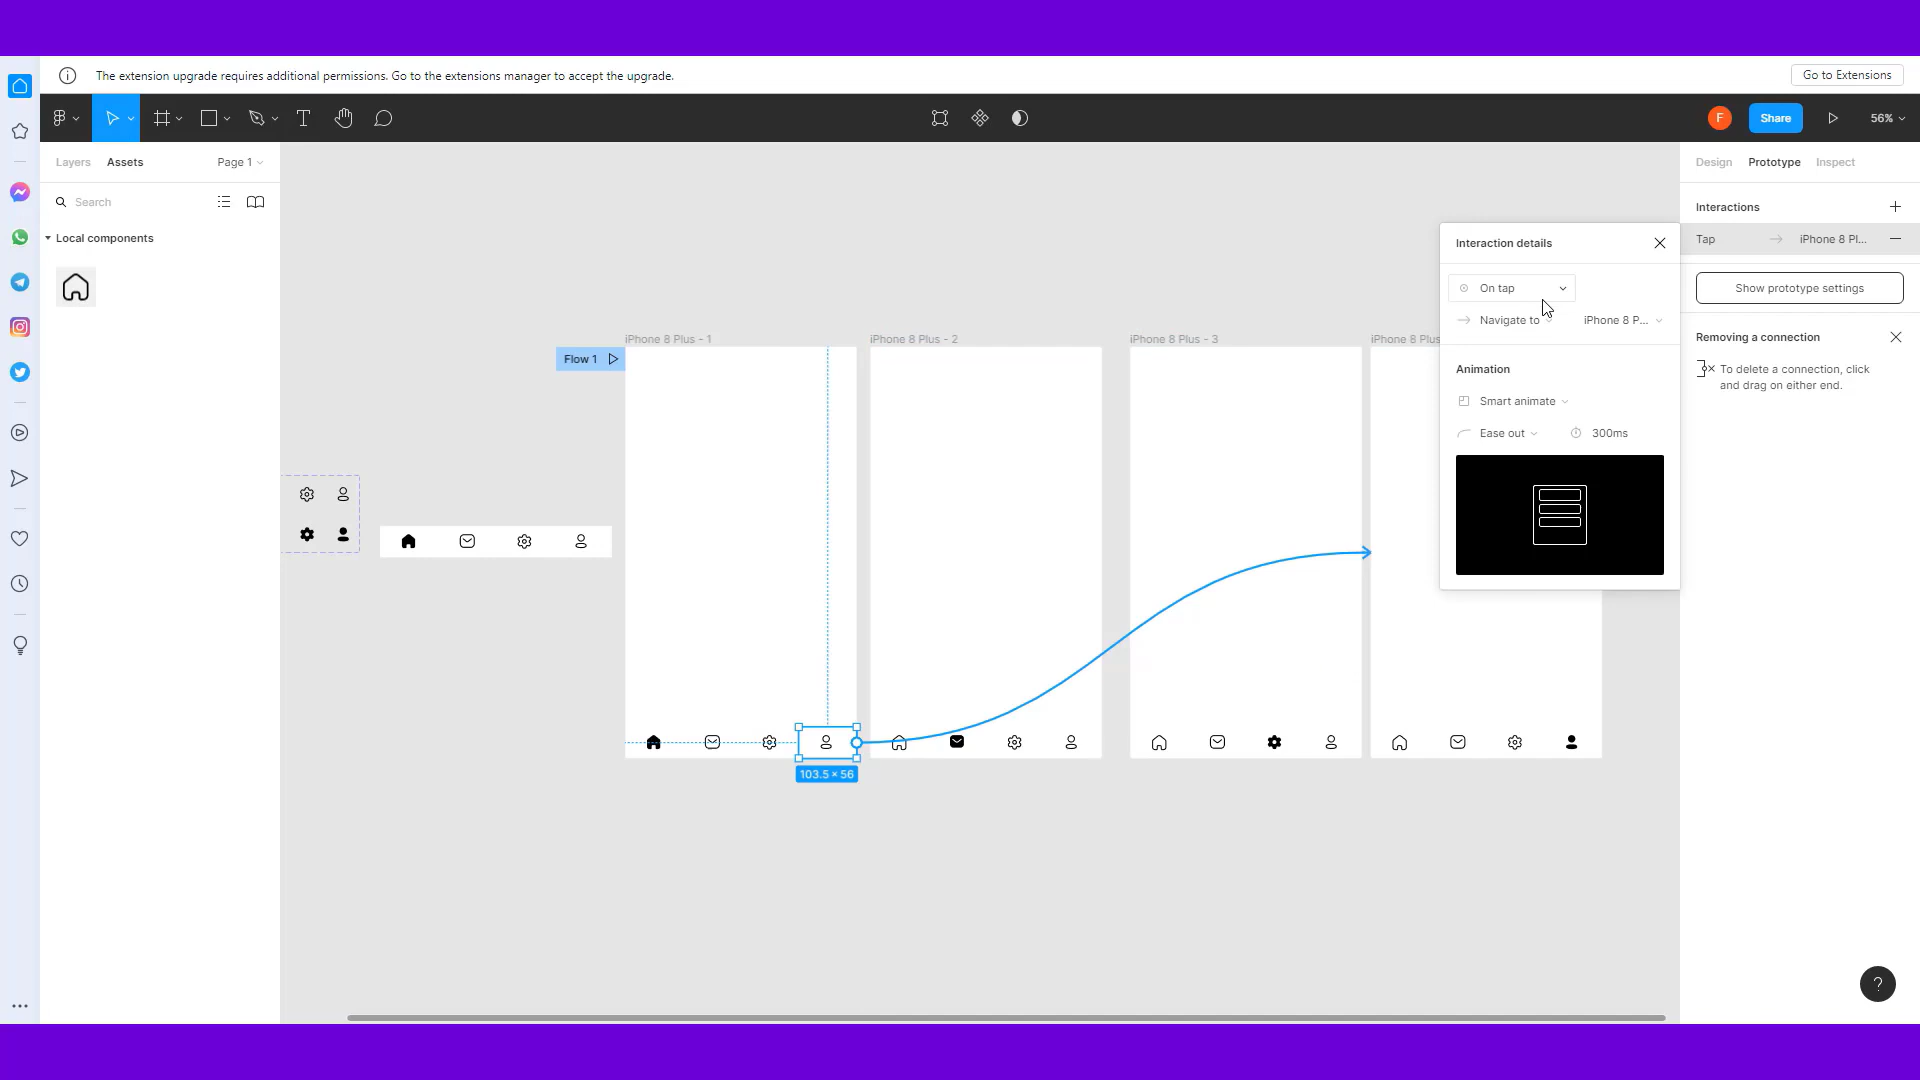 The extension upgrade requires additional permissions. Go to the extensions manager to accept the upgrade.
Go to Extensions
F
Share
56%
Layers
Assets
Page 1
Design
Prototype
Inspect
Search
Interactions
Local components
Tap
iPhone 8 Pl...
Interaction details
On tap
Show prototype settings
Navigate to
iPhone 8 P...
Removing a connection
To delete a connection, click
and drag on either end.
iPhone 8 Plus - 1
iPhone 8 Plus - 2
iPhone 8 Plus - 3
iPhone 8 Plus
Flow 1
Animation
Smart animate
Ease out
300ms
103.5 × 56
?